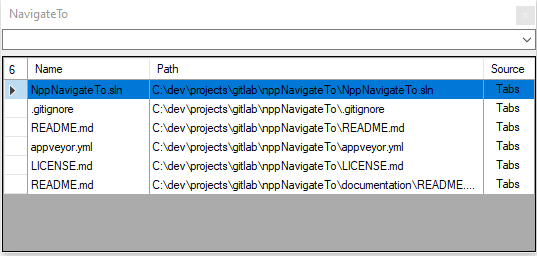 NavigateTo
6 Name Path Source
NppNavigateTo.sln C:\dev\projects\gitlab\nppNavigateTo\NppNavigateTo.sln Tabs
.gitignore C:\dev\projects\gitlab\nppNavigateTo\.gitignore Tabs
README.md C:\dev\projects\gitlab\nppNavigateTo\README.md Tabs
appveyor.yml C:\dev\projects\gitlab\nppNavigateTo\appveyor.yml Tabs
LICENSE.md C:\dev\projects\gitlab\nppNavigateTo\LICENSE.md Tabs
README.md C:\dev\projects\gitlab\nppNavigateTo\documentation\README.... Tabs